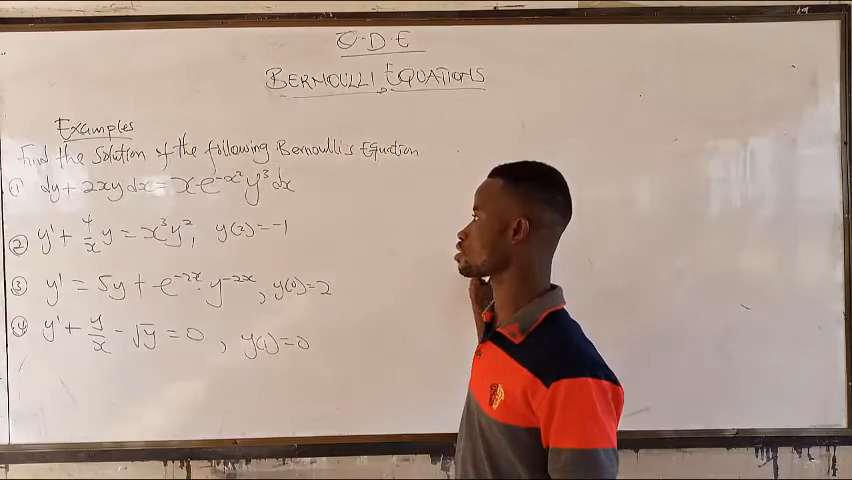 O.D.E
BERNOULLI EQUATIONS
Examples
Find the solution of the following Bernoulli's Equation
① dy + 2xy dx = x e^{-x²} y³ dx
② y' + 4/x y = x³y², y(2) = -1
③ y' = 5y + e^{-2x} · y^{-2x}, y(0) = 2
④ y' + y/x - √y = 0, y(1) = 0